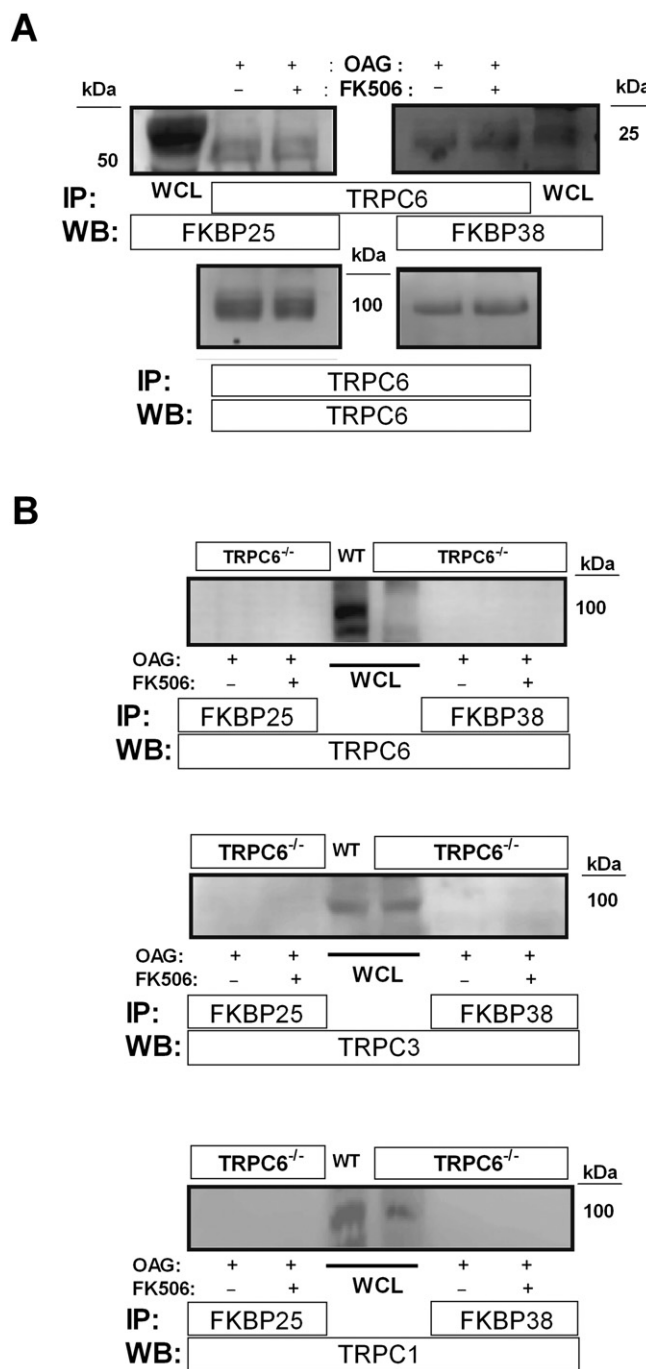 A
+ + : OAG : + +
kDa – + : FK506 : – + kDa
50 25
WCL WCL
IP: TRPC6
WB: FKBP25 FKBP38
kDa
100
IP: TRPC6
WB: TRPC6
B
TRPC6-/- WT TRPC6-/- kDa
100
OAG: + + + +
FK506: – + WCL – +
IP: FKBP25 FKBP38
WB: TRPC6
TRPC6-/- WT TRPC6-/- kDa
100
OAG: + + + +
FK506: – + WCL – +
IP: FKBP25 FKBP38
WB: TRPC3
TRPC6-/- WT TRPC6-/- kDa
100
OAG: + + + +
FK506: – + WCL – +
IP: FKBP25 FKBP38
WB: TRPC1